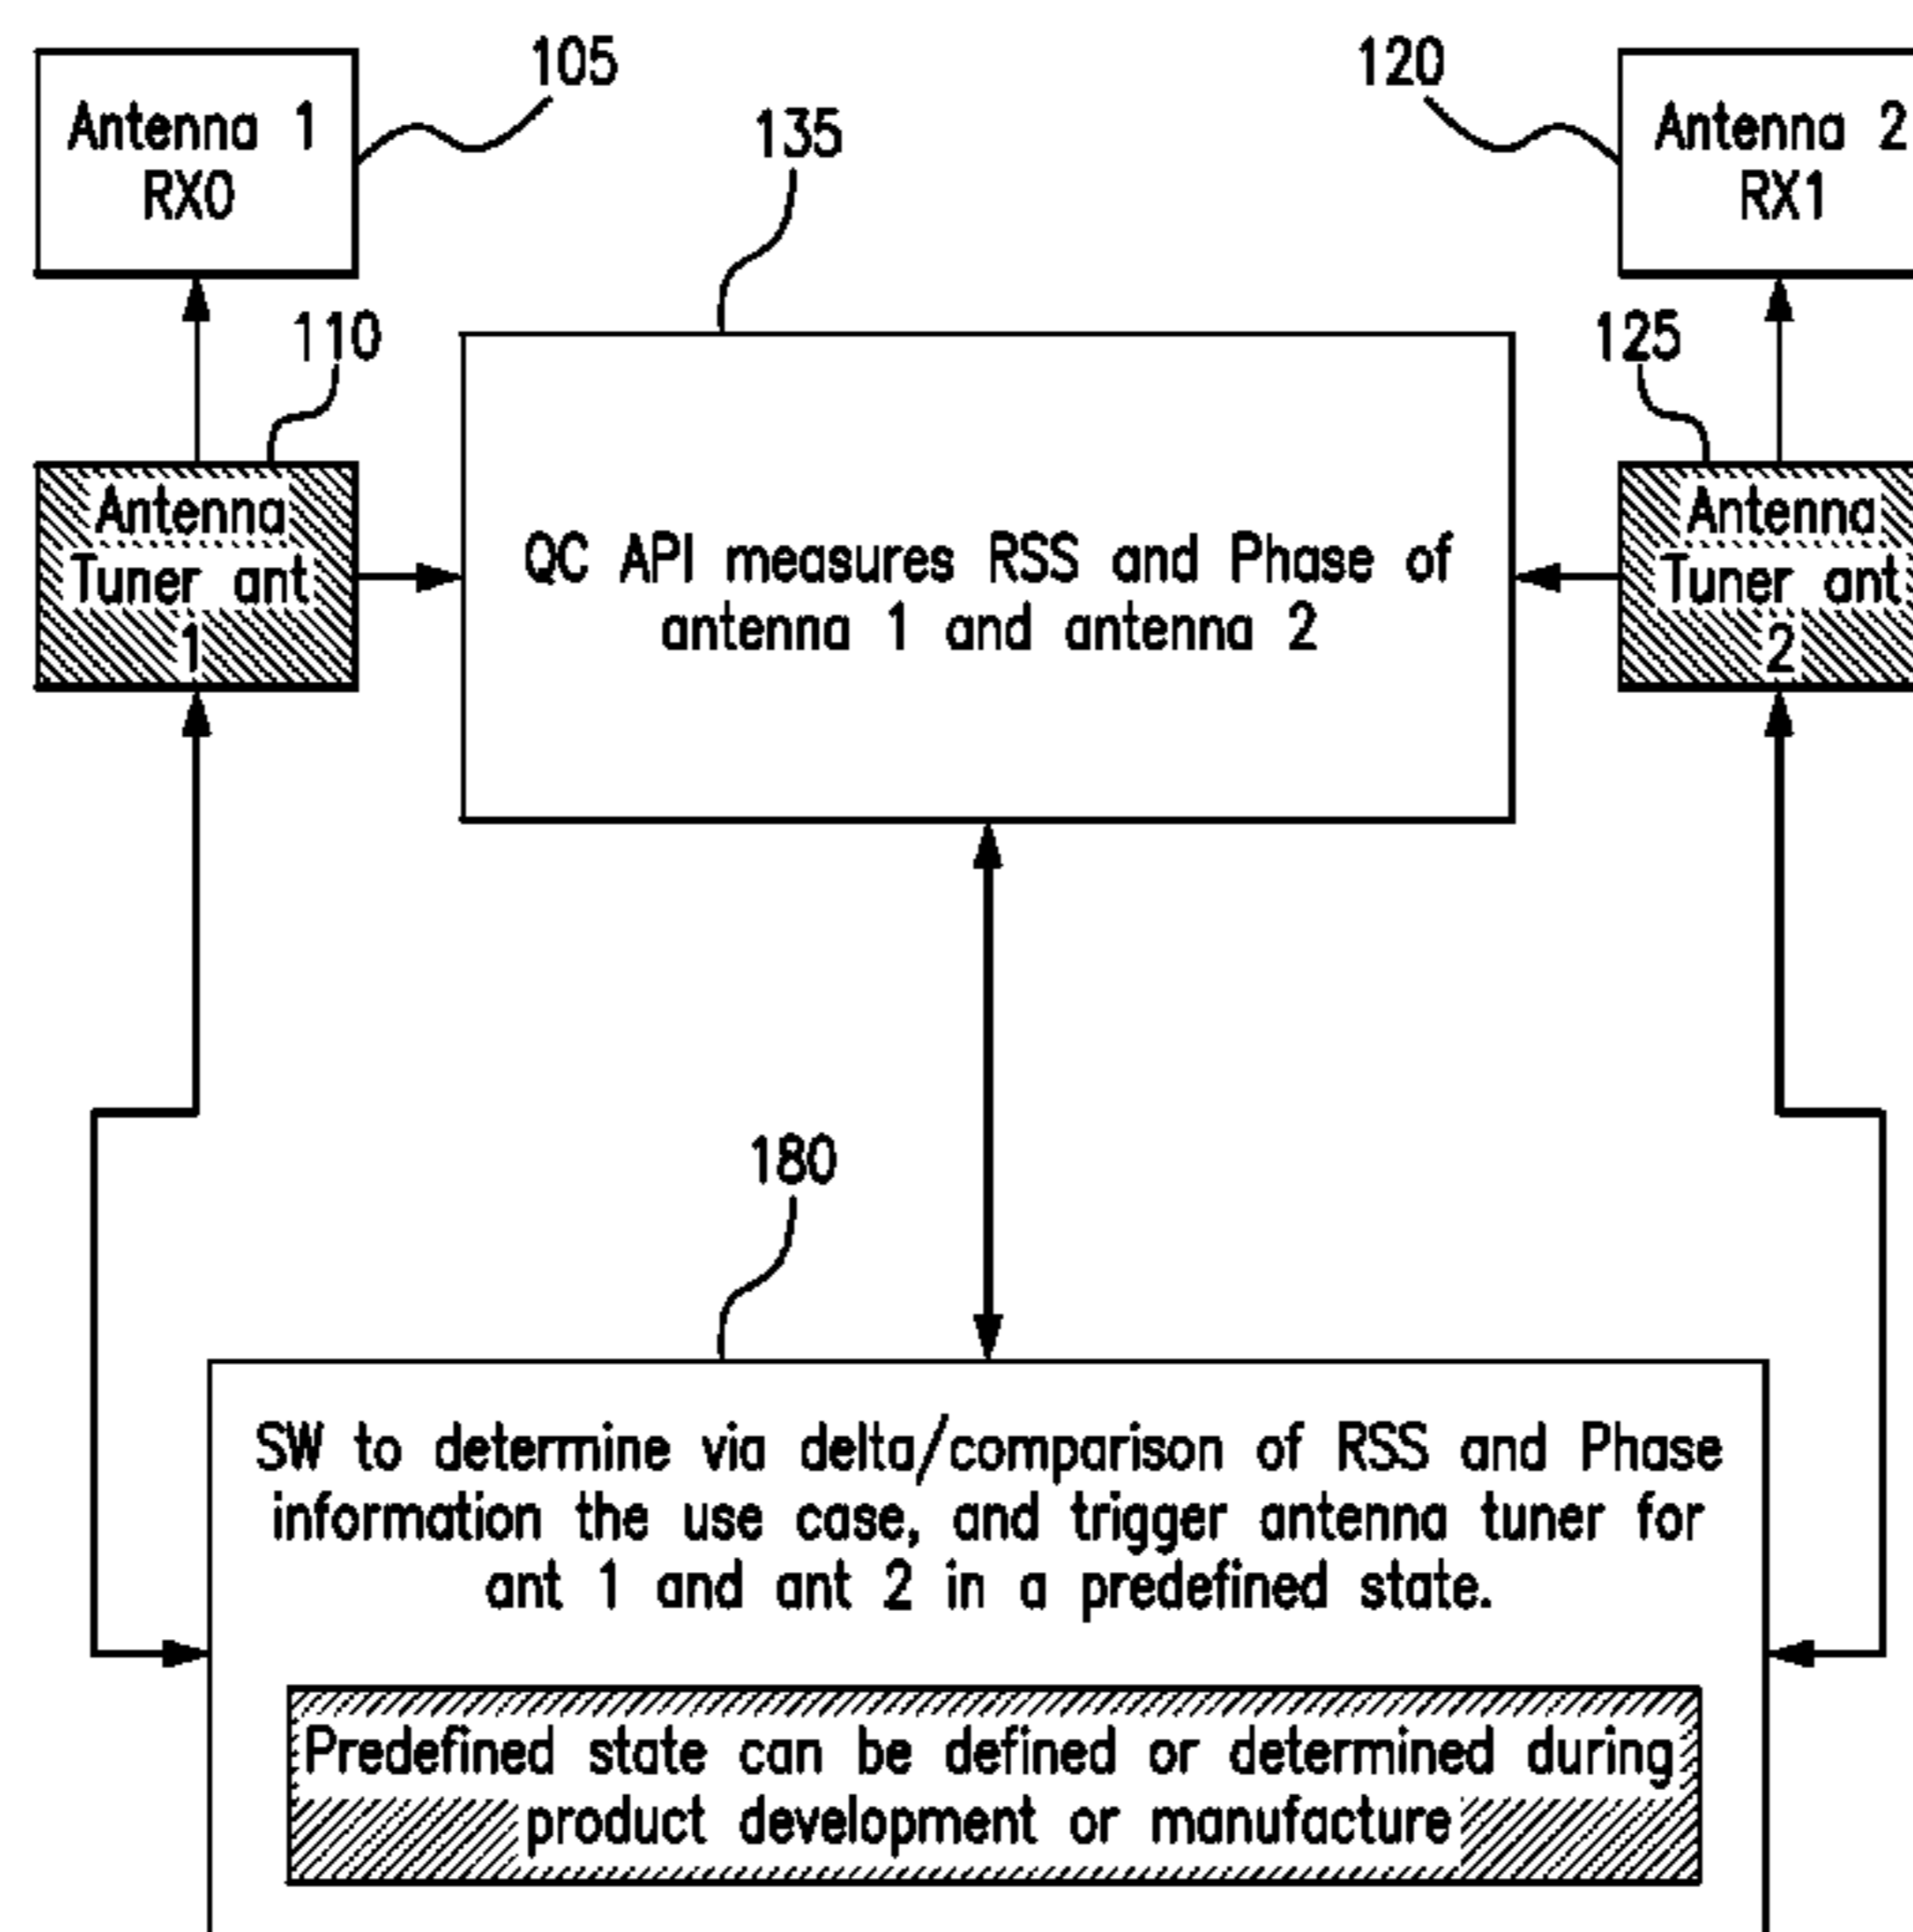 105
120
Antenna 1
RX0
135
Antenna 2
RX1
110
125
Antenna
Tuner ant
1
QC API measures RSS and Phase of
antenna 1 and antenna 2
Antenna
Tuner ant
2
180
SW to determine via delta/comparison of RSS and Phase
information the use case, and trigger antenna tuner for
ant 1 and ant 2 in a predefined state.
Predefined state can be defined or determined during
product development or manufacture